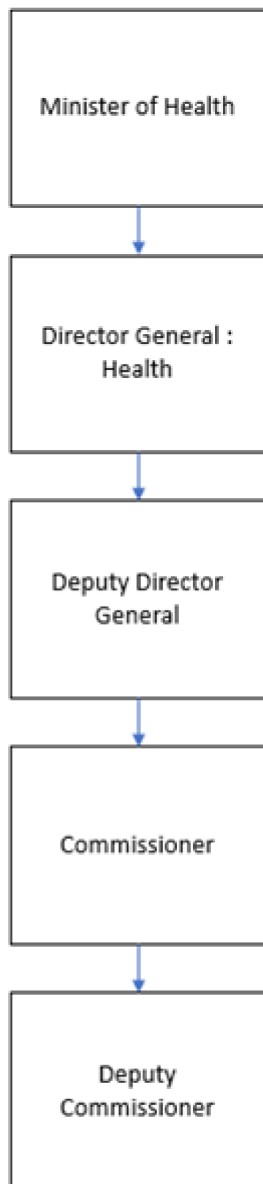 Minister of Health
Director General :
Health
Deputy Director
General
Commissioner
Deputy
Commissioner